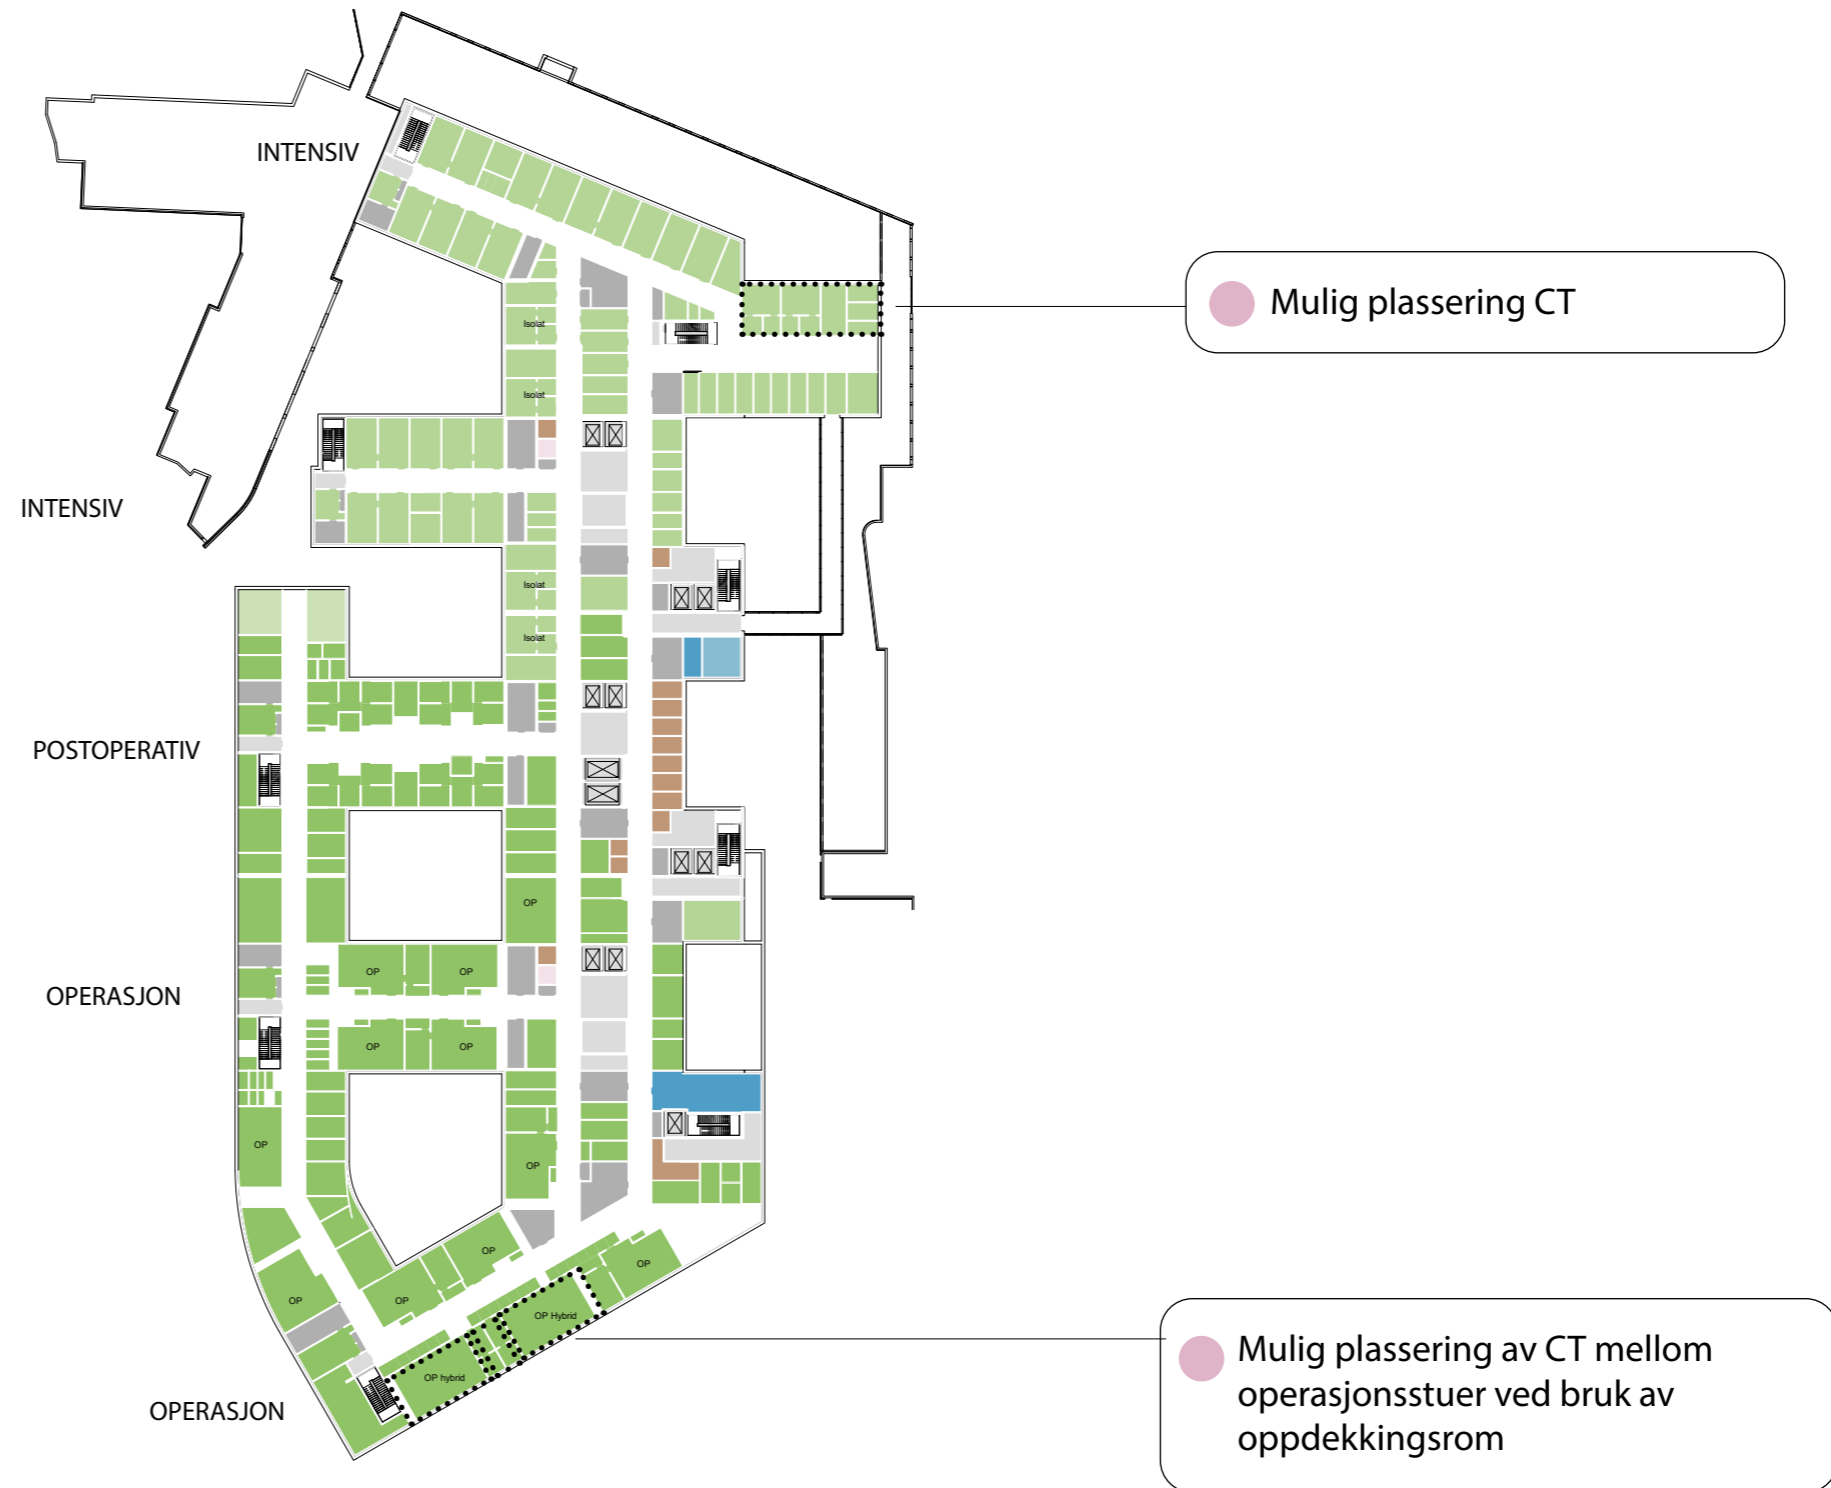 INTENSIV
Mulig plassering CT
Isolat
Isolat
INTENSIV
Isolat
Isolat
POSTOPERATIV
OP
OP
OP
OPERASJON
OP
OP
OP
OP
OP
OP
OP
OP
OP Hybrid
OP
OP hybrid
OPERASJON
Mulig plassering av CT mellom
operasjonsstuer ved bruk av
oppdekkingsrom